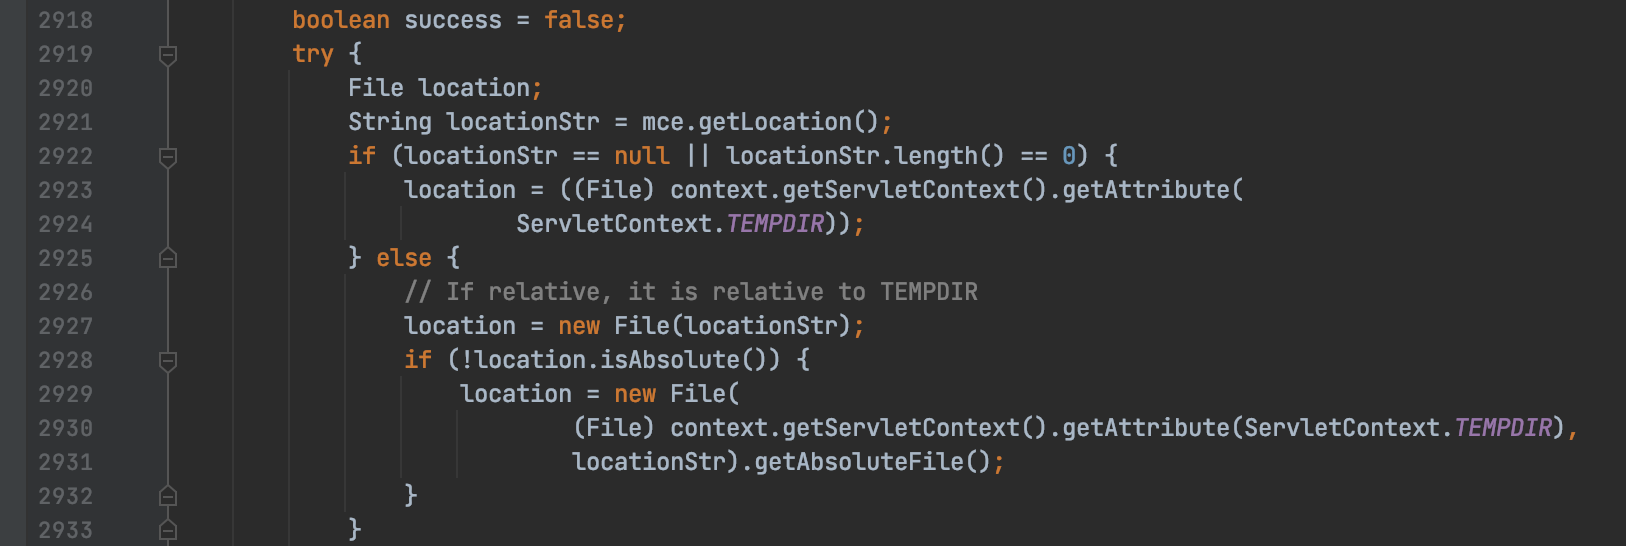 2918 boolean success = false;
2919 try {
2920 File location;
2921 String locationStr = mce.getLocation();
2922 if (locationStr == null || locationStr.length() == 0) {
2923 location = ((File) context.getServletContext().getAttribute(
2924 ServletContext.TEMPDIR));
2925 } else {
2926 // If relative, it is relative to TEMPDIR
2927 location = new File(locationStr);
2928 if (!location.isAbsolute()) {
2929 location = new File(
2930 (File) context.getServletContext().getAttribute(ServletContext.TEMPDIR),
2931 locationStr).getAbsoluteFile();
2932 }
2933 }